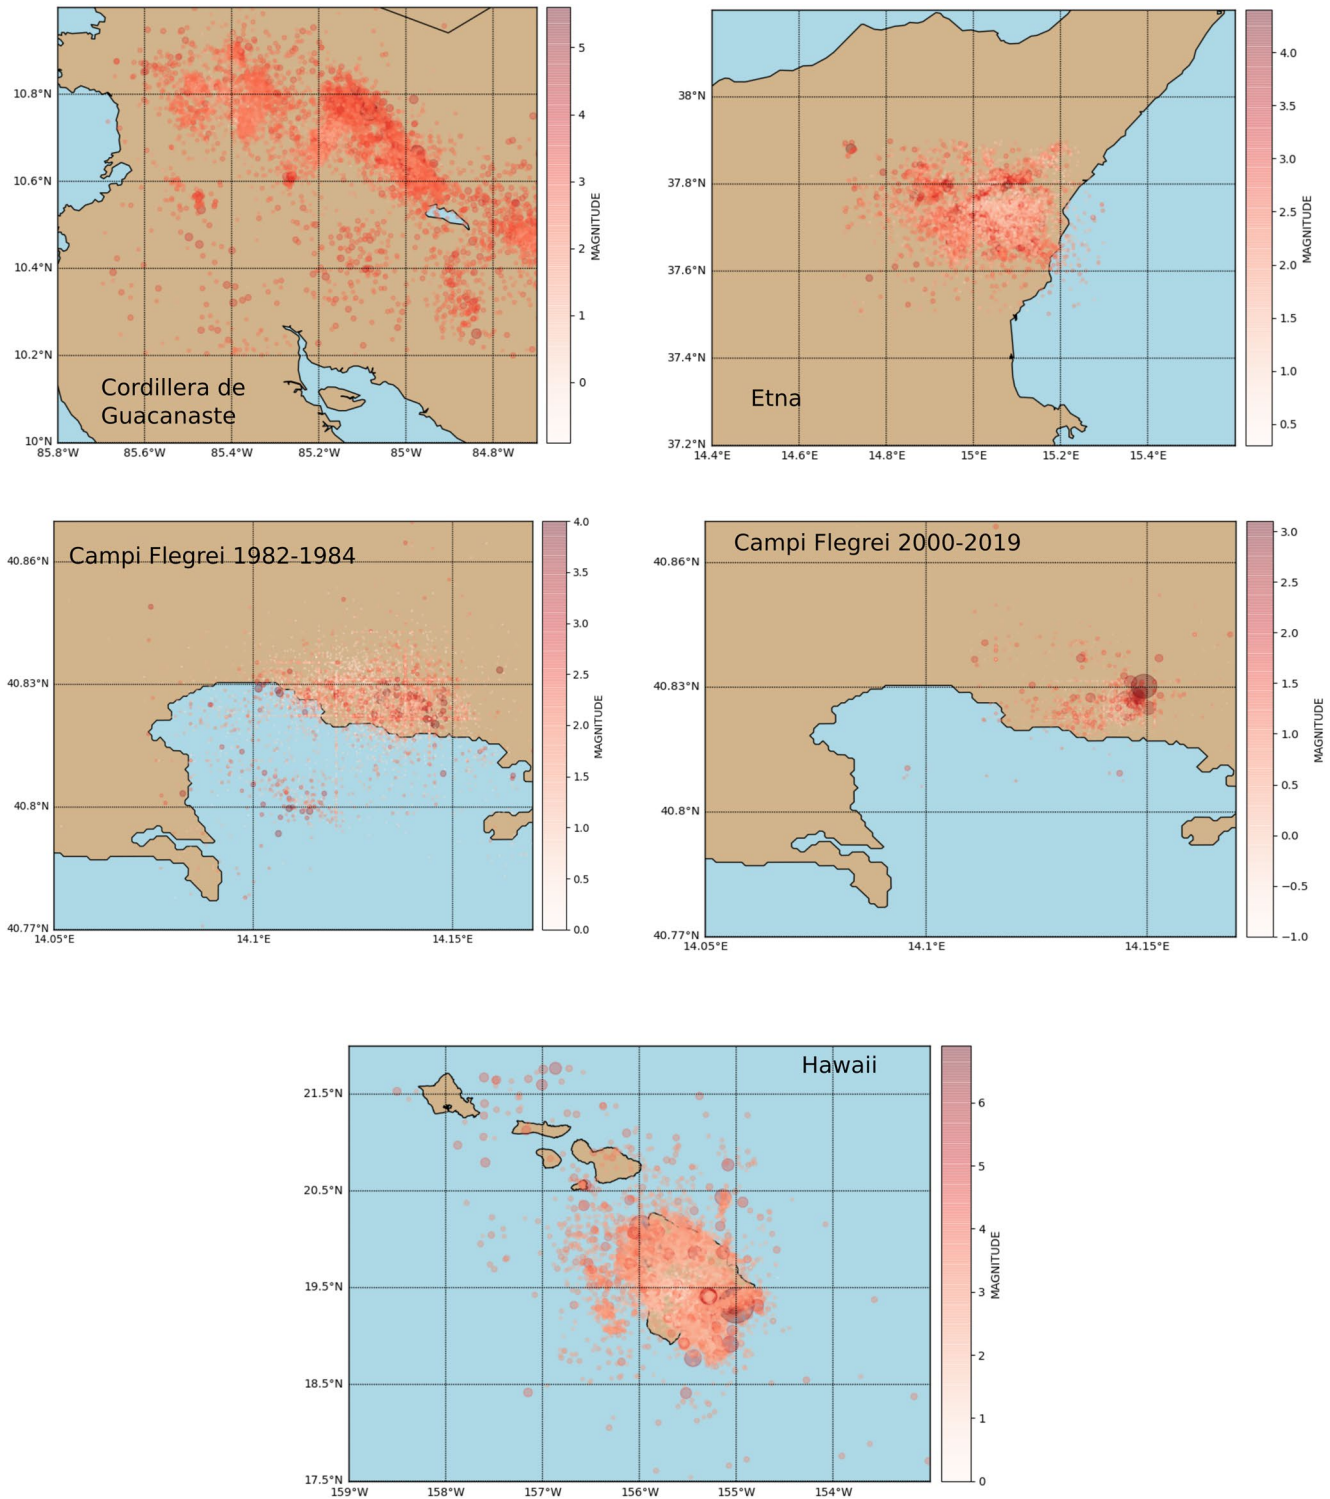 10.8°N
10.6°N
10.4°N
10.2°N
10°N
85.8°W
85.6°W
85.4°W
85.2°W
85°W
84.8°W
Cordillera de
Guacanaste
5
4
3
2
1
0
MAGNITUDE
38°N
37.8°N
37.6°N
37.4°N
37.2°N
14.4°E
14.6°E
14.8°E
15°E
15.2°E
15.4°E
Etna
4.0
3.5
3.0
2.5
2.0
1.5
1.0
0.5
MAGNITUDE
Campi Flegrei 1982-1984
40.86°N
40.83°N
40.8°N
40.77°N
14.05°E
14.1°E
14.15°E
4.0
3.5
3.0
2.5
2.0
1.5
1.0
0.5
0.0
MAGNITUDE
Campi Flegrei 2000-2019
40.86°N
40.83°N
40.8°N
40.77°N
14.05°E
14.1°E
14.15°E
3.0
2.5
2.0
1.5
1.0
0.5
0.0
−0.5
−1.0
MAGNITUDE
Hawaii
21.5°N
20.5°N
19.5°N
18.5°N
17.5°N
159°W
158°W
157°W
156°W
155°W
154°W
6
5
4
3
2
1
0
MAGNITUDE